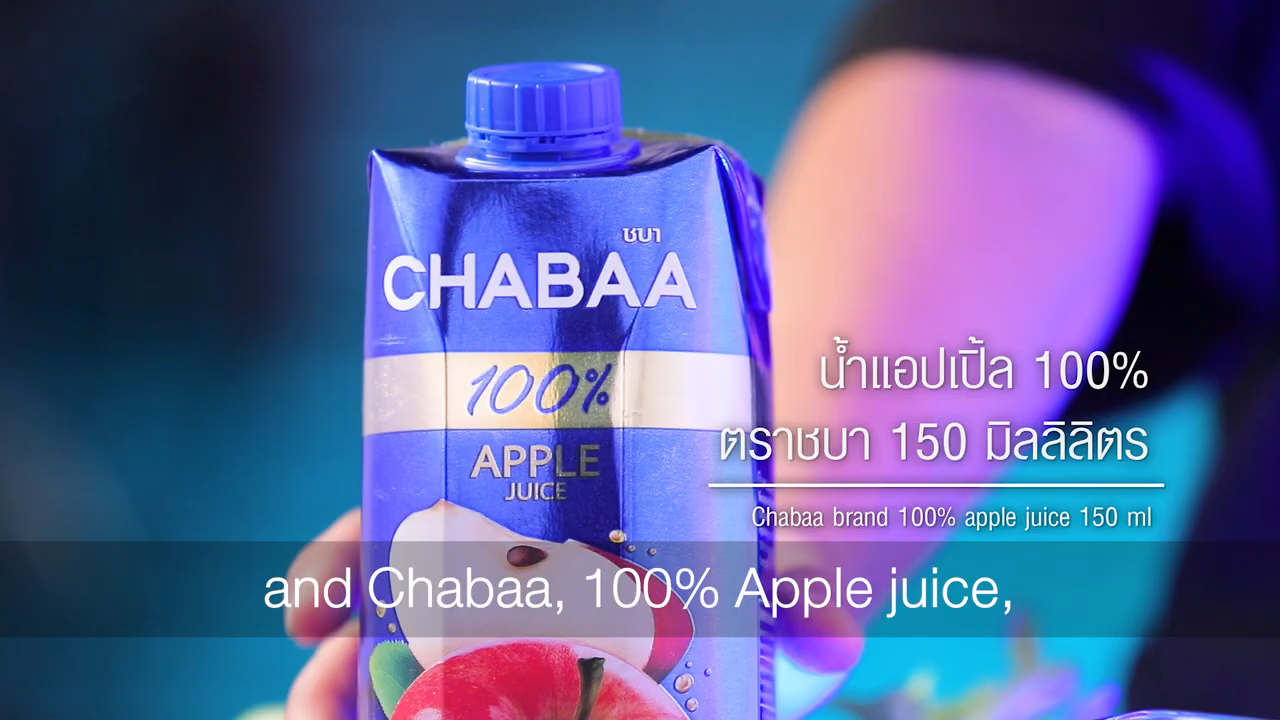 ชบา
CHABAA
100%
APPLE
JUICE
น้ำแอปเปิ้ล 100%
ตราชบา 150 มิลลิลิตร
Chabaa brand 100% apple juice 150 ml
and Chabaa, 100% Apple juice,